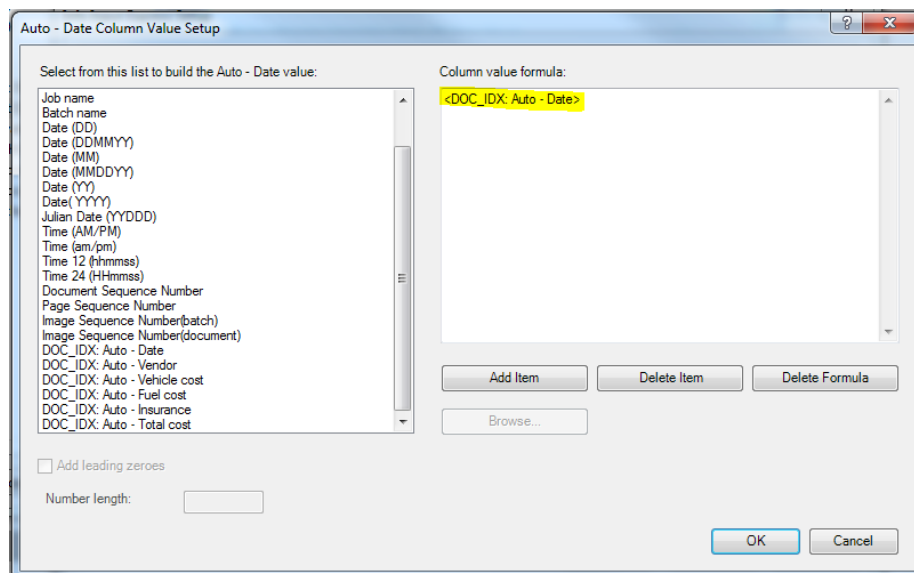 Auto - Date Column Value Setup
Select from this list to build the Auto - Date value:
Job name
Batch name
Date (DD)
Date (DDMMYY)
Date (MM)
Date (MMDDYY)
Date (YY)
Date( YYYY)
Julian Date (YYDDD)
Time (AM/PM)
Time (am/pm)
Time 12 (hhmmss)
Time 24 (HHmmss)
Document Sequence Number
Page Sequence Number
Image Sequence Number(batch)
Image Sequence Number(document)
DOC_IDX: Auto - Date
DOC_IDX: Auto - Vendor
DOC_IDX: Auto - Vehicle cost
DOC_IDX: Auto - Fuel cost
DOC_IDX: Auto - Insurance
DOC_IDX: Auto - Total cost
Add leading zeroes
Number length:
Column value formula:
<DOC_IDX: Auto - Date>
Add Item
Delete Item
Delete Formula
Browse...
OK
Cancel